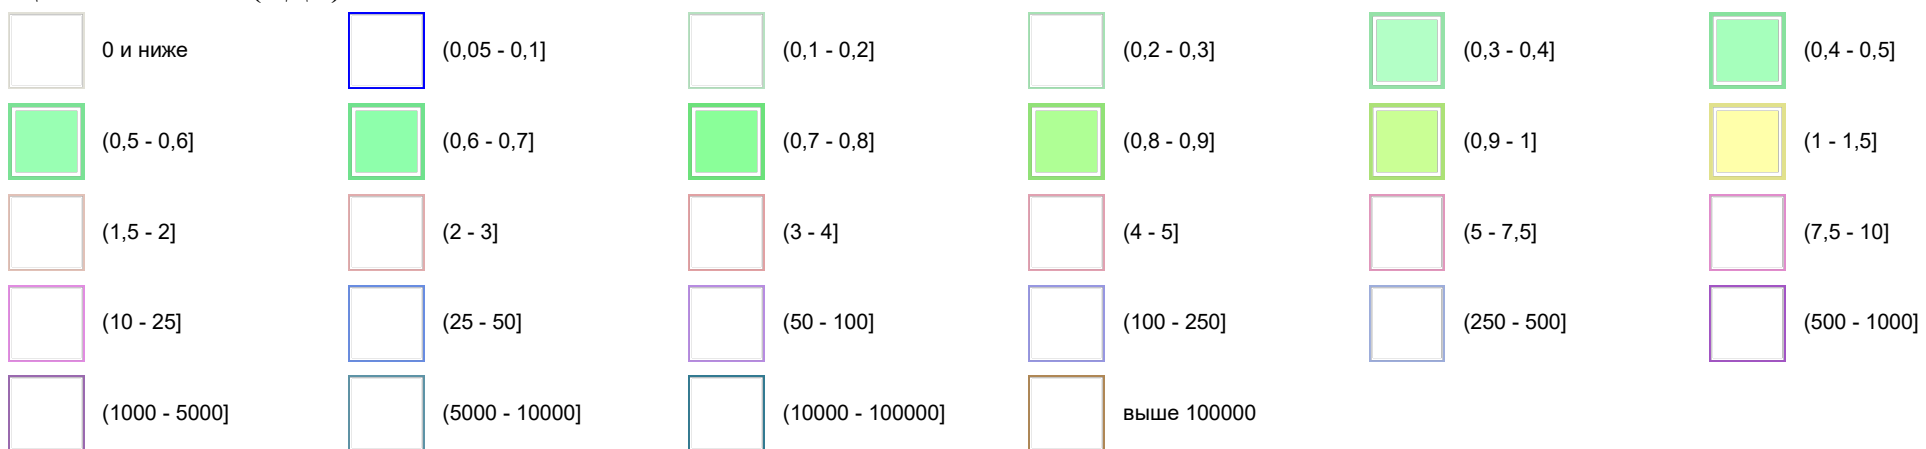 0 и ниже (0,05 - 0,1] (0,1 - 0,2] (0,2 - 0,3] (0,3 - 0,4] (0,4 - 0,5]
(0,5 - 0,6] (0,6 - 0,7] (0,7 - 0,8] (0,8 - 0,9] (0,9 - 1] (1 - 1,5]
(1,5 - 2] (2 - 3] (3 - 4] (4 - 5] (5 - 7,5] (7,5 - 10]
(10 - 25] (25 - 50] (50 - 100] (100 - 250] (250 - 500] (500 - 1000]
(1000 - 5000] (5000 - 10000] (10000 - 100000] выше 100000